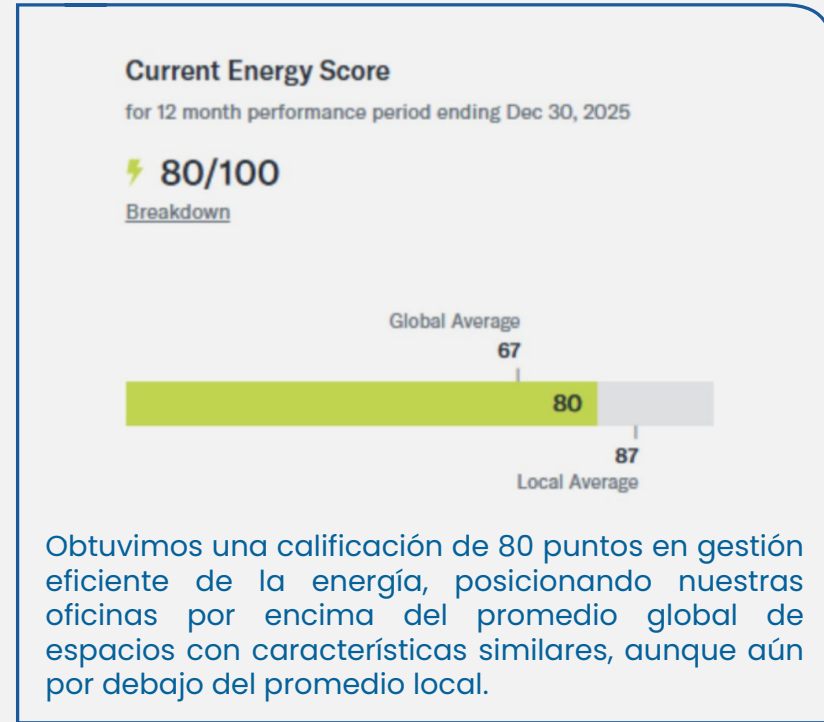 Current Energy Score
for 12 month performance period ending Dec 30, 2025
80/100
Breakdown
Global Average
67
80
87
Local Average
Obtuvimos una calificación de 80 puntos en gestión
eficiente de la energía, posicionando nuestras
oficinas por encima del promedio global de
espacios con características similares, aunque aún
por debajo del promedio local.